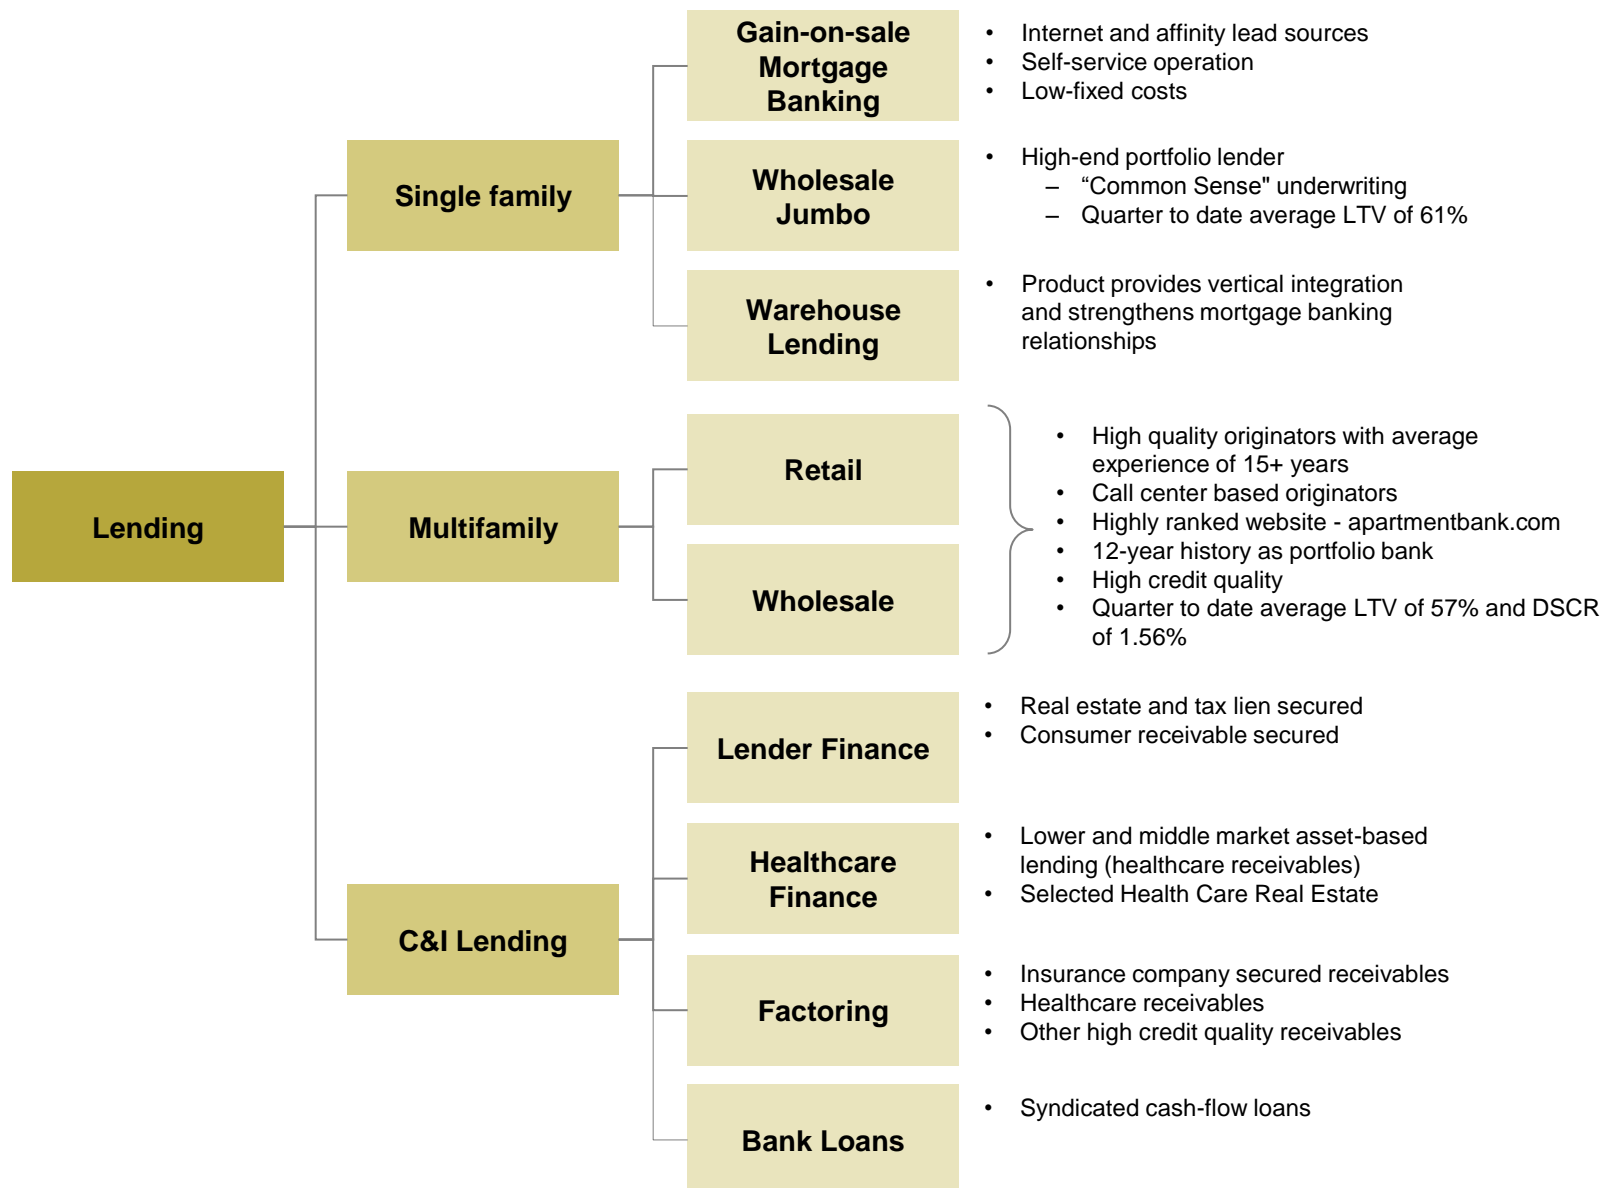 Gain-on-sale
Mortgage
Banking
• Internet and affinity lead sources
• Self-service operation
• Low-fixed costs
Single family
Wholesale
Jumbo
• High-end portfolio lender
– “Common Sense" underwriting
– Quarter to date average LTV of 61%
Warehouse
Lending
• Product provides vertical integration
and strengthens mortgage banking
relationships
Lending
Multifamily
Retail
Wholesale
• High quality originators with average
experience of 15+ years
• Call center based originators
• Highly ranked website - apartmentbank.com
• 12-year history as portfolio bank
• High credit quality
• Quarter to date average LTV of 57% and DSCR
of 1.56%
C&I Lending
Lender Finance
• Real estate and tax lien secured
• Consumer receivable secured
Healthcare
Finance
• Lower and middle market asset-based
lending (healthcare receivables)
• Selected Health Care Real Estate
Factoring
• Insurance company secured receivables
• Healthcare receivables
• Other high credit quality receivables
Bank Loans
• Syndicated cash-flow loans